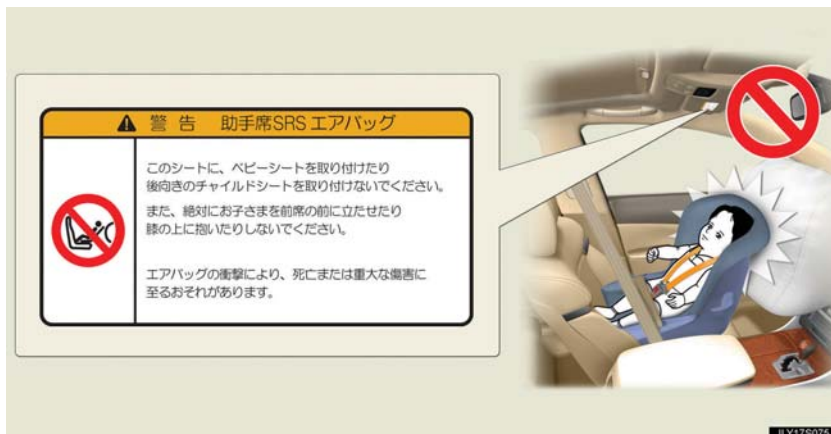 警告 助手席SRSエアバッグ
このシートに、ベビーシートを取り付けたり
後向きのチャイルドシートを取り付けないでください。
また、絶対にお子さまを前席の前に立たせたり
膝の上に抱いたりしないでください。
エアバッグの衝撃により、死亡または重大な傷害に
至るおそれがあります。